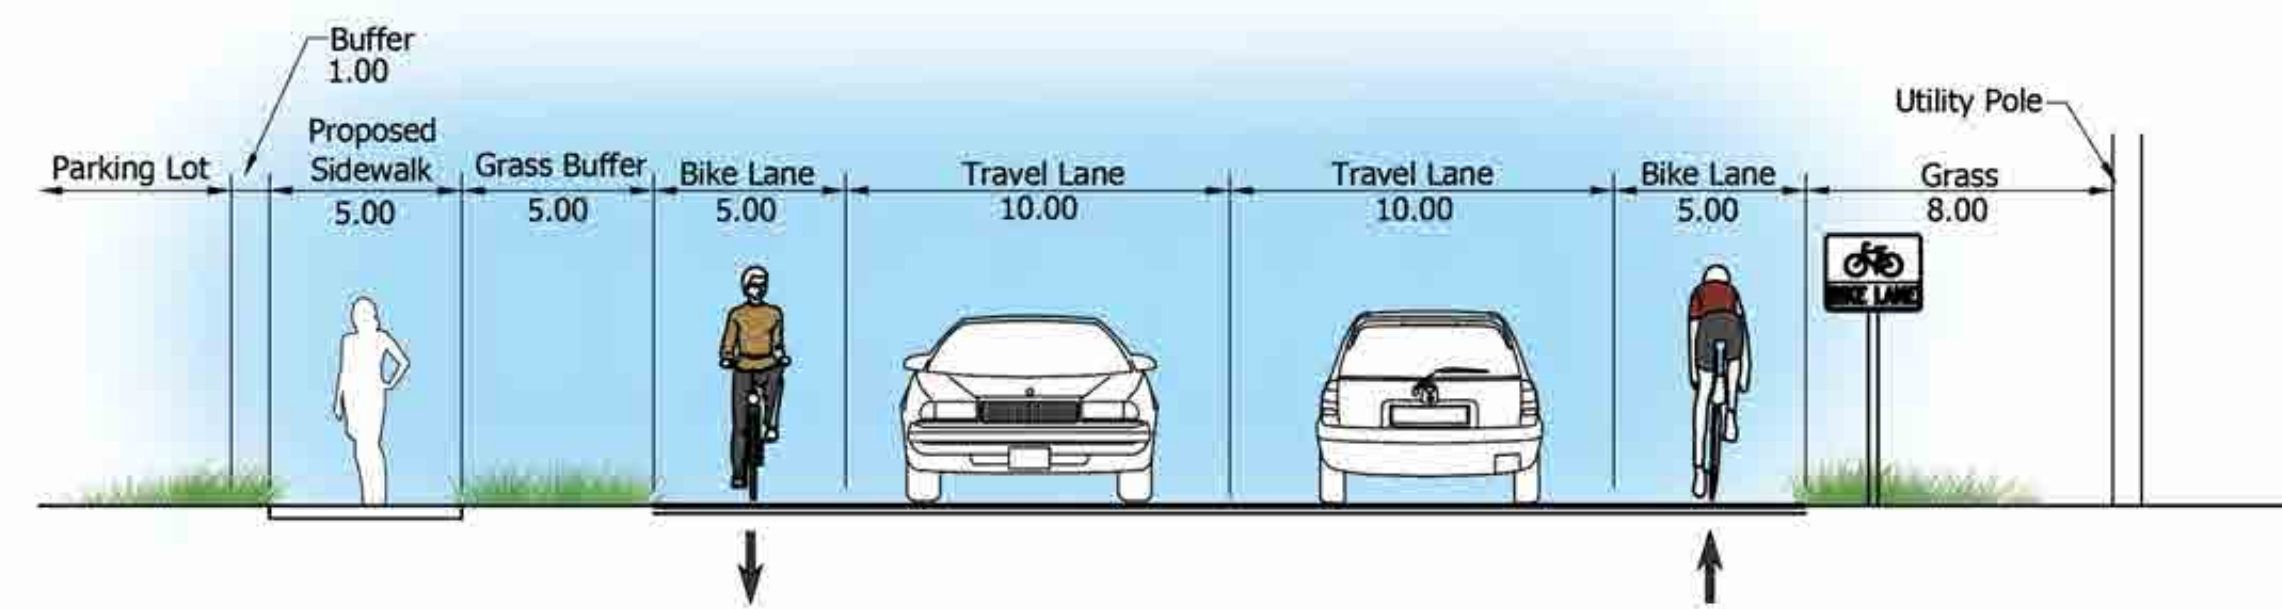 Buffer
1.00
Utility Pole
Parking Lot
Proposed
Sidewalk
5.00
Grass Buffer
5.00
Bike Lane
5.00
Travel Lane
10.00
Travel Lane
10.00
Bike Lane
5.00
Grass
8.00
BIKE LANE